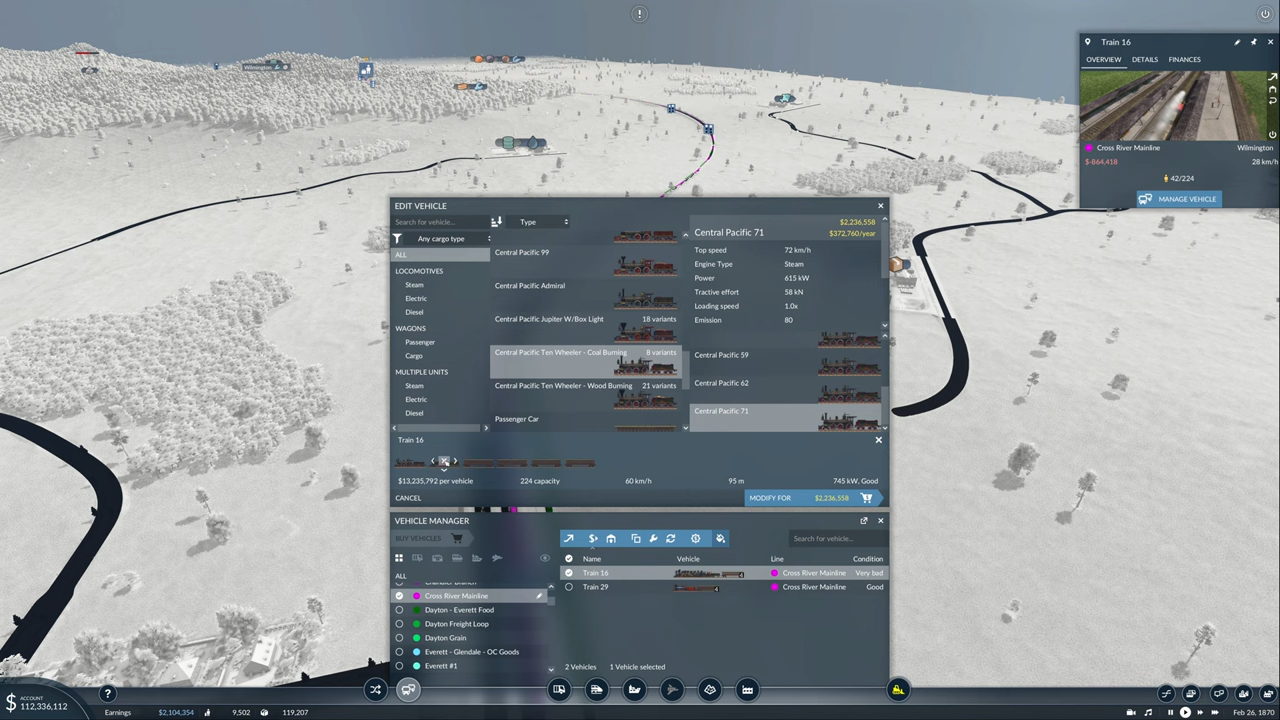 Train 16
OVERVIEW DETAILS FINANCES
Wilmington
Cross River Mainline Wilmington
$-864,418 28 km/h
42/224
MANAGE VEHICLE
EDIT VEHICLE
Search for vehicle... Type
Any cargo type
ALL
LOCOMOTIVES
Steam
Electric
Diesel
WAGONS
Passenger
Cargo
MULTIPLE UNITS
Steam
Electric
Diesel
Central Pacific 99
Central Pacific Admiral
Central Pacific Jupiter W/Box Light 18 variants
Central Pacific Ten Wheeler - Coal Burning 8 variants
Central Pacific Ten Wheeler - Wood Burning 21 variants
Passenger Car
$2,236,558
Central Pacific 71
$372,760/year
Top speed 72 km/h
Engine Type Steam
Power 615 kW
Tractive effort 58 kN
Loading speed 1.0x
Emission 80
Central Pacific 59
Central Pacific 62
Central Pacific 71
Train 16
$13,235,792 per vehicle 224 capacity 60 km/h 95 m 745 kW, Good
CANCEL MODIFY FOR $2,236,558
VEHICLE MANAGER
BUY VEHICLES Search for vehicle...
ALL
Cross River Mainline
Dayton - Everett Food
Dayton Freight Loop
Dayton Grain
Everett - Glendale - OC Goods
Everett #1
Name Vehicle Line Condition
Train 16 4 Cross River Mainline Very bad
Train 29 4 Cross River Mainline Good
2 Vehicles 1 Vehicle selected
$ ACCOUNT
112,336,112
?
Earnings $2,104,354 9,502 119,207 Feb 26, 1870